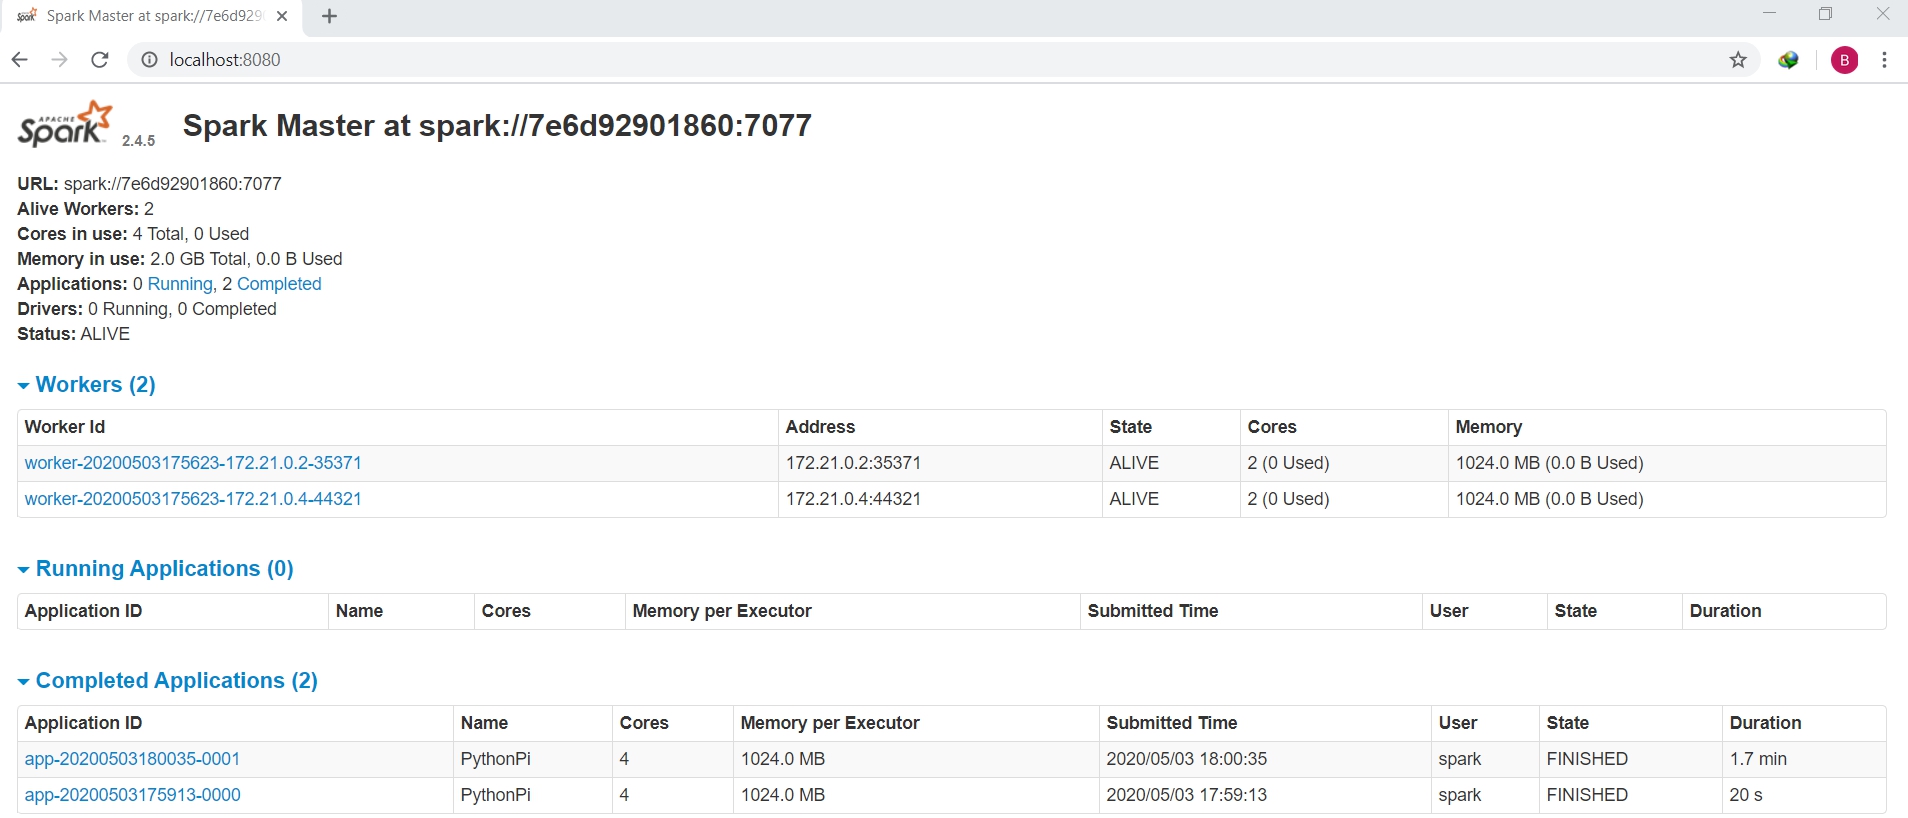 Spark Master at spark://7e6d929
localhost:8080
APACHE
Spark 2.4.5 Spark Master at spark://7e6d92901860:7077
URL: spark://7e6d92901860:7077
Alive Workers: 2
Cores in use: 4 Total, 0 Used
Memory in use: 2.0 GB Total, 0.0 B Used
Applications: 0 Running, 2 Completed
Drivers: 0 Running, 0 Completed
Status: ALIVE
Workers (2)
Worker Id Address State Cores Memory
worker-20200503175623-172.21.0.2-35371 172.21.0.2:35371 ALIVE 2 (0 Used) 1024.0 MB (0.0 B Used)
worker-20200503175623-172.21.0.4-44321 172.21.0.4:44321 ALIVE 2 (0 Used) 1024.0 MB (0.0 B Used)
Running Applications (0)
Application ID Name Cores Memory per Executor Submitted Time User State Duration
Completed Applications (2)
Application ID Name Cores Memory per Executor Submitted Time User State Duration
app-20200503180035-0001 PythonPi 4 1024.0 MB 2020/05/03 18:00:35 spark FINISHED 1.7 min
app-20200503175913-0000 PythonPi 4 1024.0 MB 2020/05/03 17:59:13 spark FINISHED 20 s